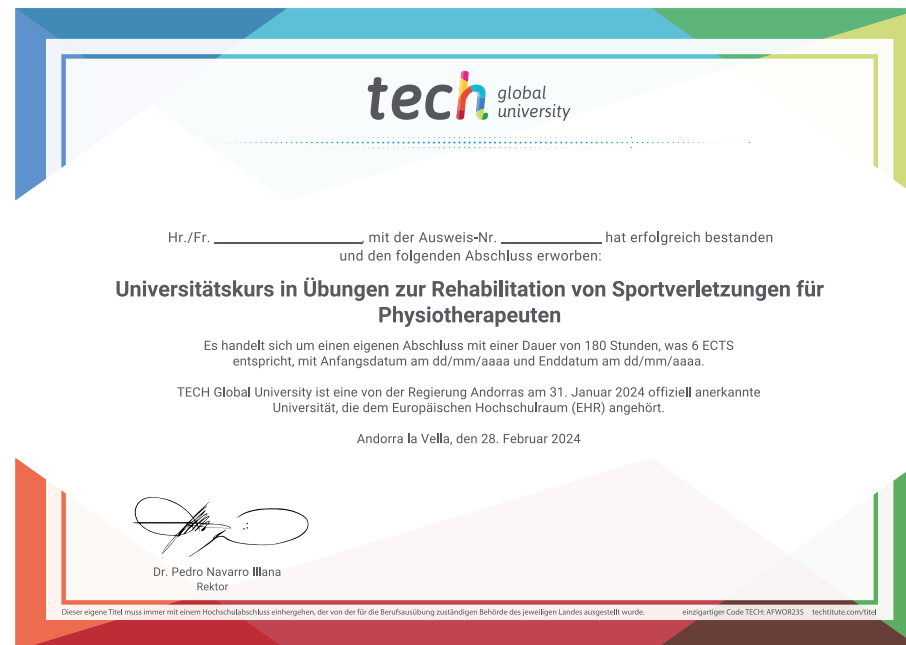 tech global
university
Hr./Fr. ____________________, mit der Ausweis-Nr. ______________ hat erfolgreich bestanden
und den folgenden Abschluss erworben:
Universitätskurs in Übungen zur Rehabilitation von Sportverletzungen für
Physiotherapeuten
Es handelt sich um einen eigenen Abschluss mit einer Dauer von 180 Stunden, was 6 ECTS
entspricht, mit Anfangsdatum am dd/mm/aaaa und Enddatum am dd/mm/aaaa.
TECH Global University ist eine von der Regierung Andorras am 31. Januar 2024 offiziell anerkannte
Universität, die dem Europäischen Hochschulraum (EHR) angehört.
Andorra la Vella, den 28. Februar 2024
Dr. Pedro Navarro Illana
Rektor
Dieser eigene Titel muss immer mit einem Hochschulabschluss einhergehen, der von der für die Berufsausübung zuständigen Behörde des jeweiligen Landes ausgestellt wurde. einzigartiger Code TECH: AFWOR23S techtitute.com/titel